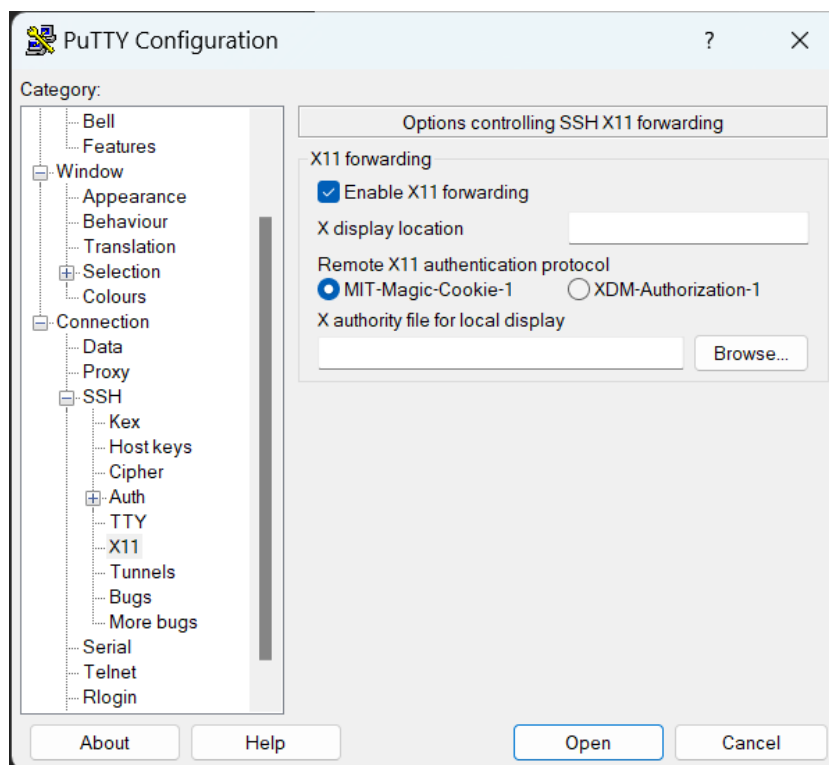 PuTTY Configuration
?
Category:
Bell
Features
Window
Appearance
Behaviour
Translation
Selection
Colours
Connection
Data
Proxy
SSH
Kex
Host keys
Cipher
Auth
TTY
X11
Tunnels
Bugs
More bugs
Serial
Telnet
Rlogin
Options controlling SSH X11 forwarding
X11 forwarding
Enable X11 forwarding
X display location
Remote X11 authentication protocol
MIT-Magic-Cookie-1 XDM-Authorization-1
X authority file for local display
Browse...
About Help Open Cancel